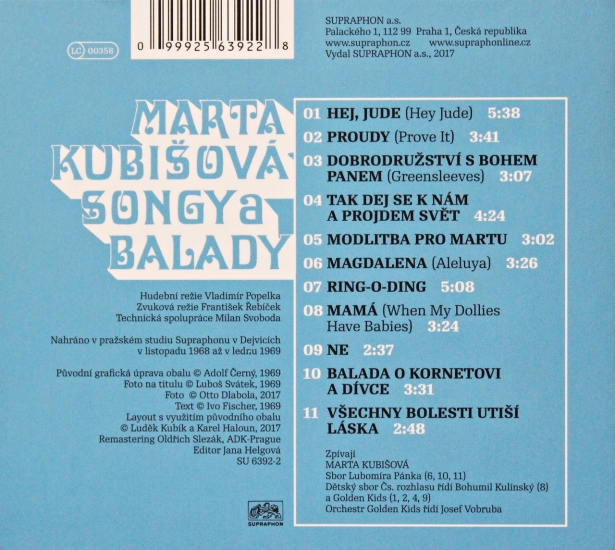 LC 00358
0 99925 63922 8
SUPRAPHON a.s.
Palackého 1, 112 99 Praha 1, Česká republika
www.supraphon.cz www.supraphonline.cz
Vydal SUPRAPHON a.s., 2017
MARTA
KUBIŠOVÁ
SONGY a
BALADY
Hudební režie Vladimír Popelka
Zvuková režie František Řebíček
Technická spolupráce Milan Svoboda
Nahráno v pražském studiu Supraphonu v Dejvicích
v listopadu 1968 až v lednu 1969
Původní grafická úprava obalu © Adolf Černý, 1969
Foto na titulu © Luboš Svátek, 1969
Foto © Otto Dlabola, 2017
Text © Ivo Fischer, 1969
Layout s využitím původního obalu
© Luděk Kubík a Karel Haloun, 2017
Remastering Oldřich Slezák, ADK-Prague
Editor Jana Helgová
SU 6392-2
SUPRAPHON
01 HEJ, JUDE (Hey Jude) 5:38
02 PROUDY (Prove It) 3:41
03 DOBRODRUŽSTVÍ S BOHEM
PANEM (Greensleeves) 3:07
04 TAK DEJ SE K NÁM
A PROJDEM SVĚT 4:24
05 MODLITBA PRO MARTU 3:02
06 MAGDALENA (Aleluya) 3:26
07 RING-O-DING 5:08
08 MAMÁ (When My Dollies
Have Babies) 3:24
09 NE 2:37
10 BALADA O KORNETOVI
A DÍVCE 3:31
11 VŠECHNY BOLESTI UTIŠÍ
LÁSKA 2:48
Zpívají
MARTA KUBIŠOVÁ
Sbor Lubomíra Pánka (6, 10, 11)
Dětský sbor Čs. rozhlasu řídí Bohumil Kulínský (8)
a Golden Kids (1, 2, 4, 9)
Orchestr Golden Kids řídí Josef Vobruba